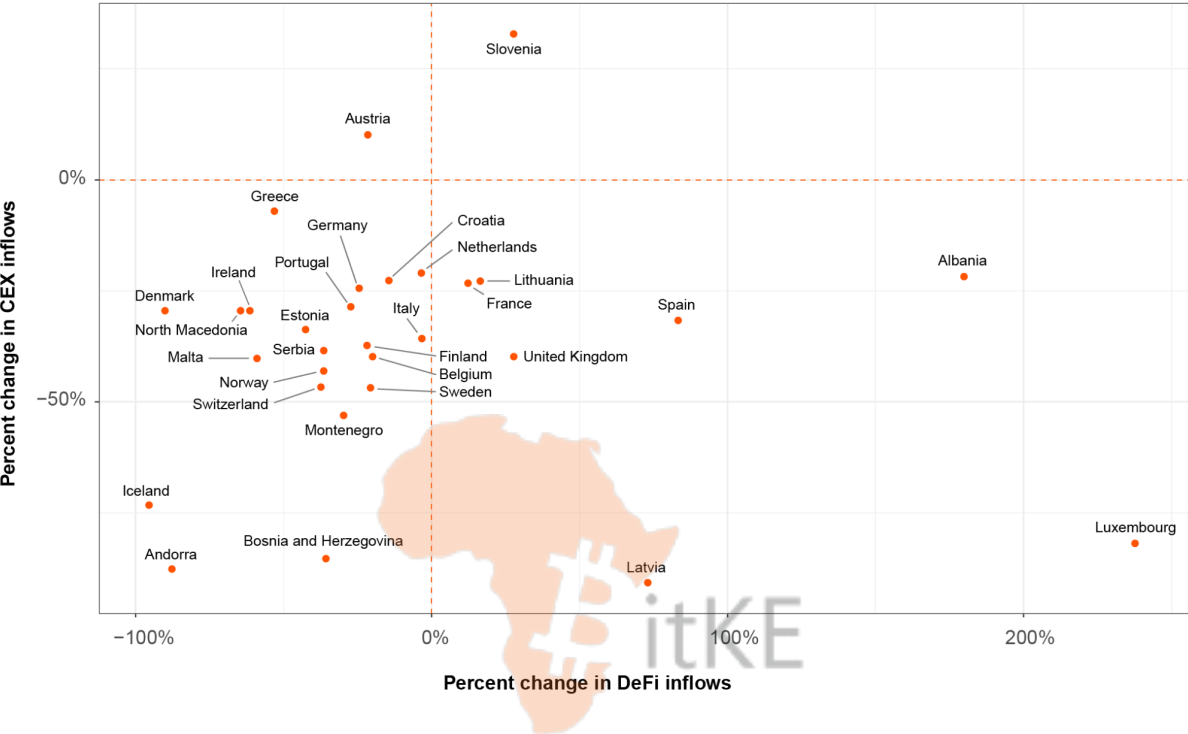 Slovenia
Austria
0%
Greece
Germany
Croatia
Netherlands
Portugal
Ireland
Lithuania
Albania
Denmark
France
Spain
North Macedonia
Estonia
Italy
Malta
Serbia
Finland
United Kingdom
Belgium
Norway
Sweden
Switzerland
−50%
Montenegro
Percent change in CEX inflows
Iceland
Bosnia and Herzegovina
Luxembourg
Andorra
Latvia
−100%
0%
100%
200%
itKE
Percent change in DeFi inflows